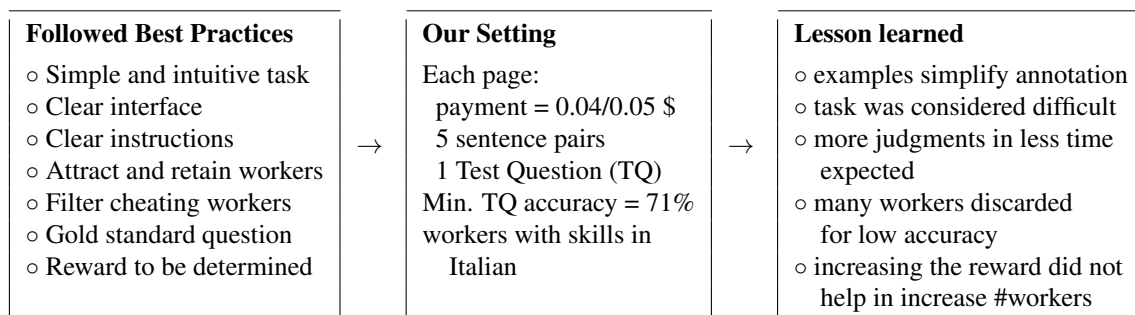 Followed Best Practices
○ Simple and intuitive task
○ Clear interface
○ Clear instructions
○ Attract and retain workers
○ Filter cheating workers
○ Gold standard question
○ Reward to be determined
→
Our Setting
Each page:
payment = 0.04/0.05 $
5 sentence pairs
1 Test Question (TQ)
Min. TQ accuracy = 71%
workers with skills in
Italian
→
Lesson learned
○ examples simplify annotation
○ task was considered difficult
○ more judgments in less time
expected
○ many workers discarded
for low accuracy
○ increasing the reward did not
help in increase #workers